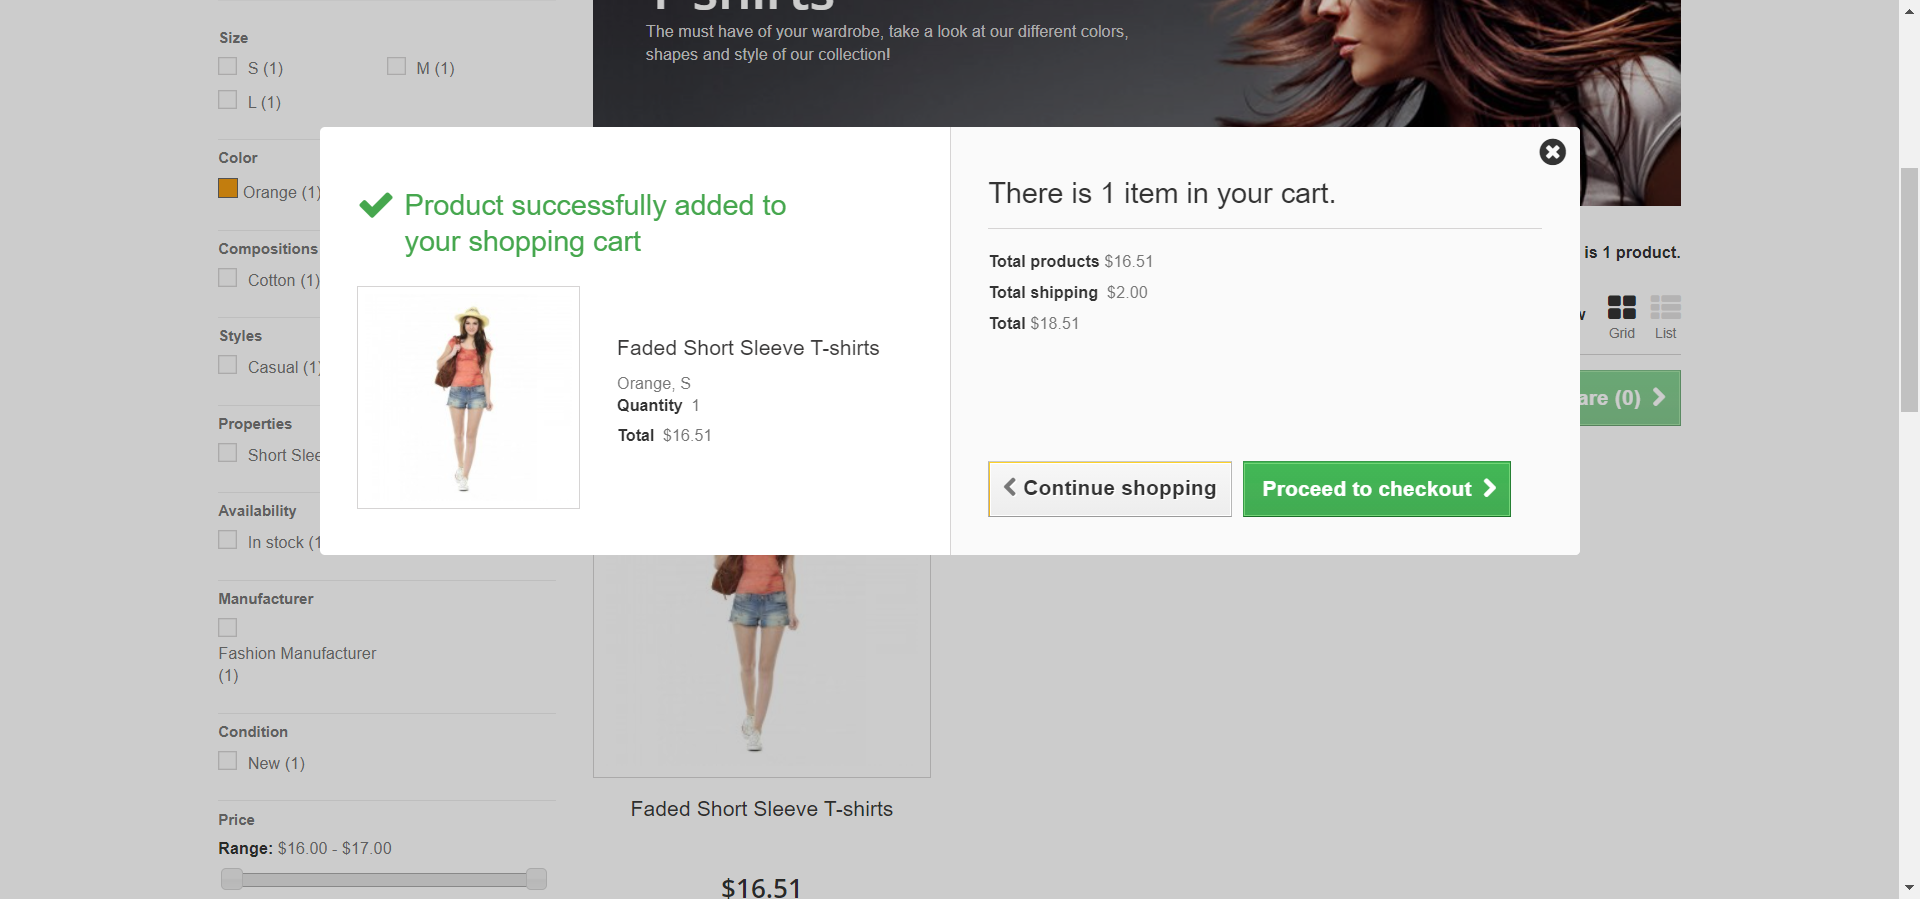 The must have of your wardrobe, take a look at our different colors,
shapes and style of our collection!
Size
S (1)
M (1)
L (1)
Color
Orange (1)
Compositions
Cotton (1)
Styles
Casual (1)
Properties
Short
Availability
In stock
Manufacturer
Fashion Manufacturer
(1)
Condition
New (1)
Price
Range: $16.00 - $17.00
Product successfully added to
your shopping cart
Faded Short Sleeve T-shirts
Orange, S
Quantity 1
Total $16.51
There is 1 item in your cart.
Total products $16.51
Total shipping $2.00
Total $18.51
Continue shopping
Proceed to checkout
is 1 product.
Grid
List
(0)
Faded Short Sleeve T-shirts
$16.51